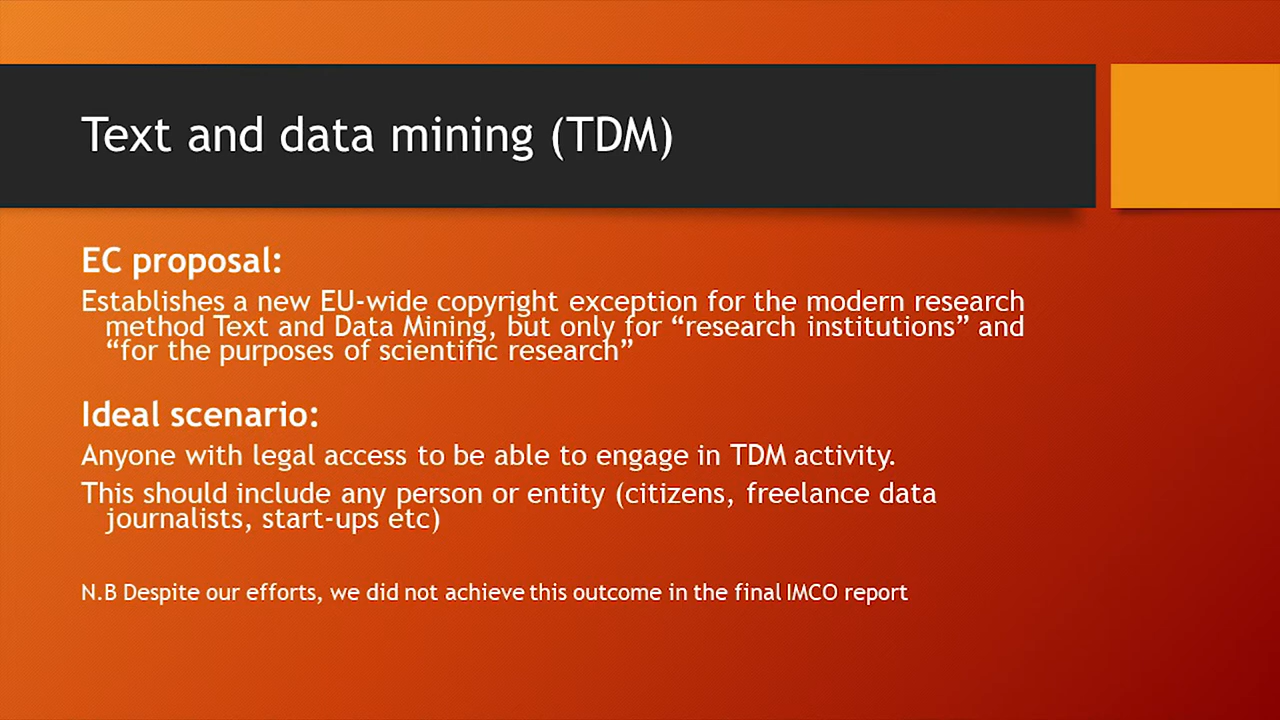 Text and data mining (TDM)
EC proposal:
Establishes a new EU-wide copyright exception for the modern research
method Text and Data Mining, but only for “research institutions” and
“for the purposes of scientific research”
Ideal scenario:
Anyone with legal access to be able to engage in TDM activity.
This should include any person or entity (citizens, freelance data
journalists, start-ups etc)
N.B Despite our efforts, we did not achieve this outcome in the final IMCO report